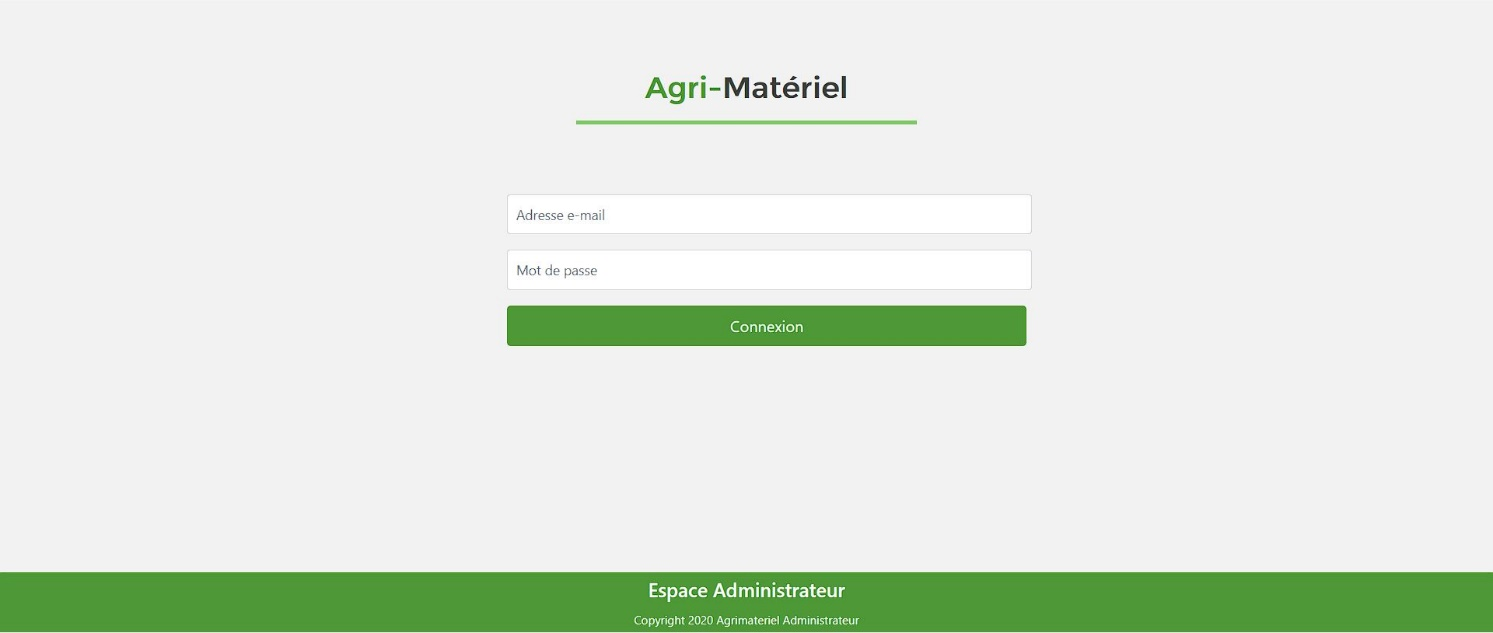 Agri-Matériel
Adresse e-mail
Mot de passe
Connexion
Espace Administrateur
Copyright 2020 Agrimateriel Administrateur